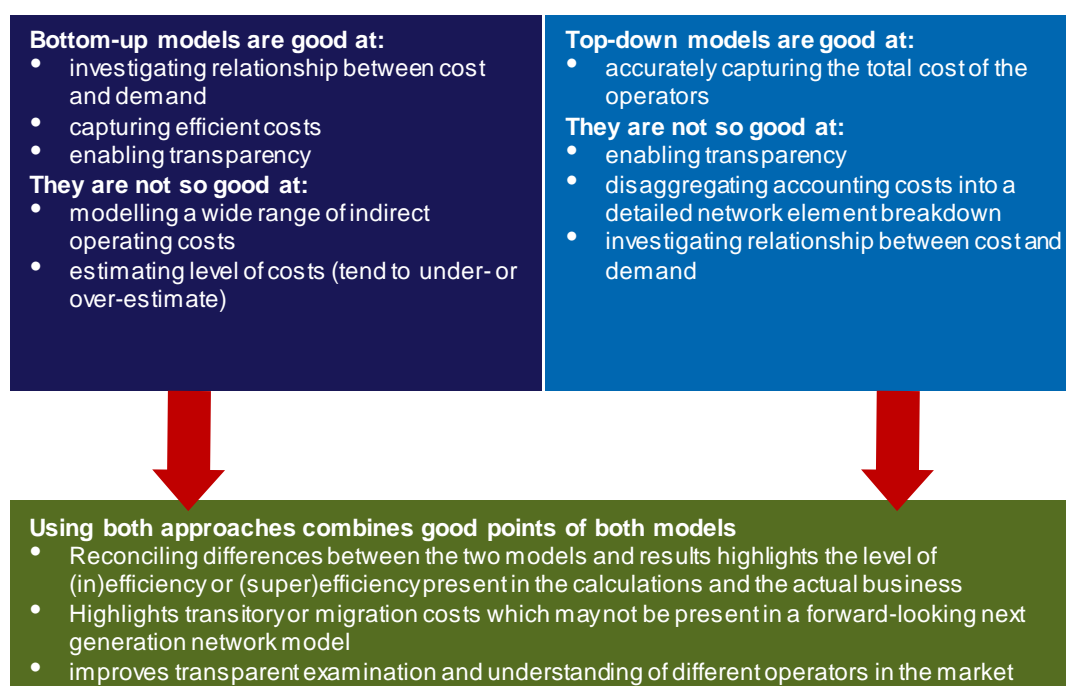 Bottom-up models are good at:
• investigating relationship between cost
and demand
• capturing efficient costs
• enabling transparency
They are not so good at:
• modelling a wide range of indirect
operating costs
• estimating level of costs (tend to under- or
over-estimate)
Top-down models are good at:
• accurately capturing the total cost of the
operators
They are not so good at:
• enabling transparency
• disaggregating accounting costs into a
detailed network element breakdown
• investigating relationship between cost and
demand
Using both approaches combines good points of both models
• Reconciling differences between the two models and results highlights the level of
(in)efficiency or (super)efficiency present in the calculations and the actual business
• Highlights transitory or migration costs which may not be present in a forward-looking next
generation network model
• improves transparent examination and understanding of different operators in the market